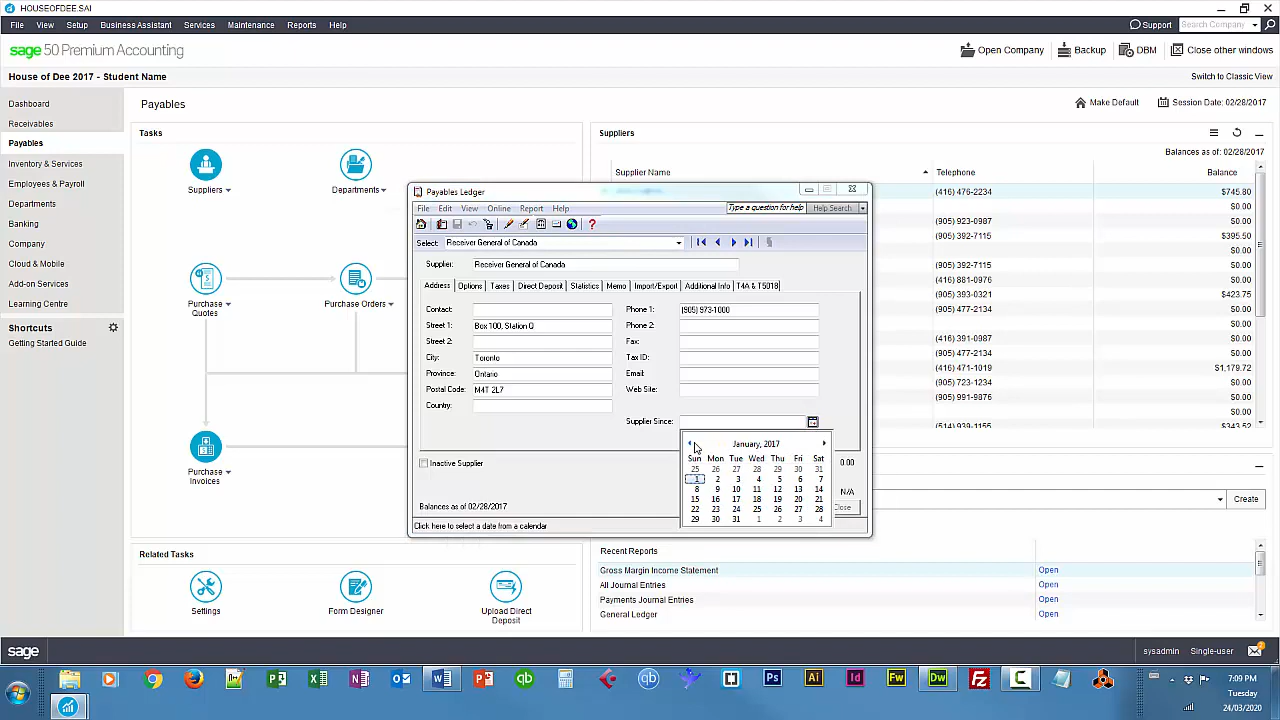 HOUSEOFDEE.SAI
File View Setup Business Assistant Services Maintenance Reports Help
Support Search Company
sage 50 Premium Accounting
Open Company Backup DBM Close other windows
House of Dee 2017 - Student Name
Switch to Classic View
Dashboard
Receivables
Payables
Inventory & Services
Employees & Payroll
Departments
Banking
Company
Cloud & Mobile
Add-on Services
Learning Centre
Shortcuts
Getting Started Guide
Payables
Make Default Session Date: 02/28/2017
Tasks
Suppliers
Departments
Purchase Quotes
Purchase Orders
Purchase Invoices
Suppliers
Balances as of: 02/28/2017
Supplier Name Telephone Balance
(416) 476-2234 $745.80
$0.00
(905) 923-0987 $0.00
(905) 392-7115 $395.50
$0.00
(905) 392-7115 $0.00
(416) 881-0976 $0.00
(905) 393-0321 $423.75
(905) 477-2134 $0.00
$0.00
(416) 391-0987 $0.00
(905) 477-2134 $0.00
(416) 471-1019 $1,179.72
(905) 723-1234 $0.00
(905) 991-9876 $0.00
$0.00
(514) 939-1155 $343.52
Payables Ledger
File Edit View Online Report Help
Type a question for help Help Search
Select: Receiver General of Canada
Supplier: Receiver General of Canada
Address Options Taxes Direct Deposit Statistics Memo Import/Export Additional Info T4A & T5018
Contact:
Street 1: Box 100, Station Q
Street 2:
City: Toronto
Province: Ontario
Postal Code: M4T 2L7
Country:
Phone 1: (905) 973-1000
Phone 2:
Fax:
Tax ID:
Email:
Web Site:
Supplier Since:
January, 2017
Sun Mon Tue Wed Thu Fri Sat
25 26 27 28 29 30 31
1 2 3 4 5 6 7
8 9 10 11 12 13 14
15 16 17 18 19 20 21
22 23 24 25 26 27 28
29 30 31 1 2 3 4
Inactive Supplier
0.00
N/A
Balances as of 02/28/2017
Close
Click here to select a date from a calendar
Create
Related Tasks
Settings
Form Designer
Upload Direct Deposit
Recent Reports
Gross Margin Income Statement Open
All Journal Entries Open
Payments Journal Entries Open
General Ledger Open
sage
sysadmin Single-user
7:09 PM
Tuesday
24/03/2020